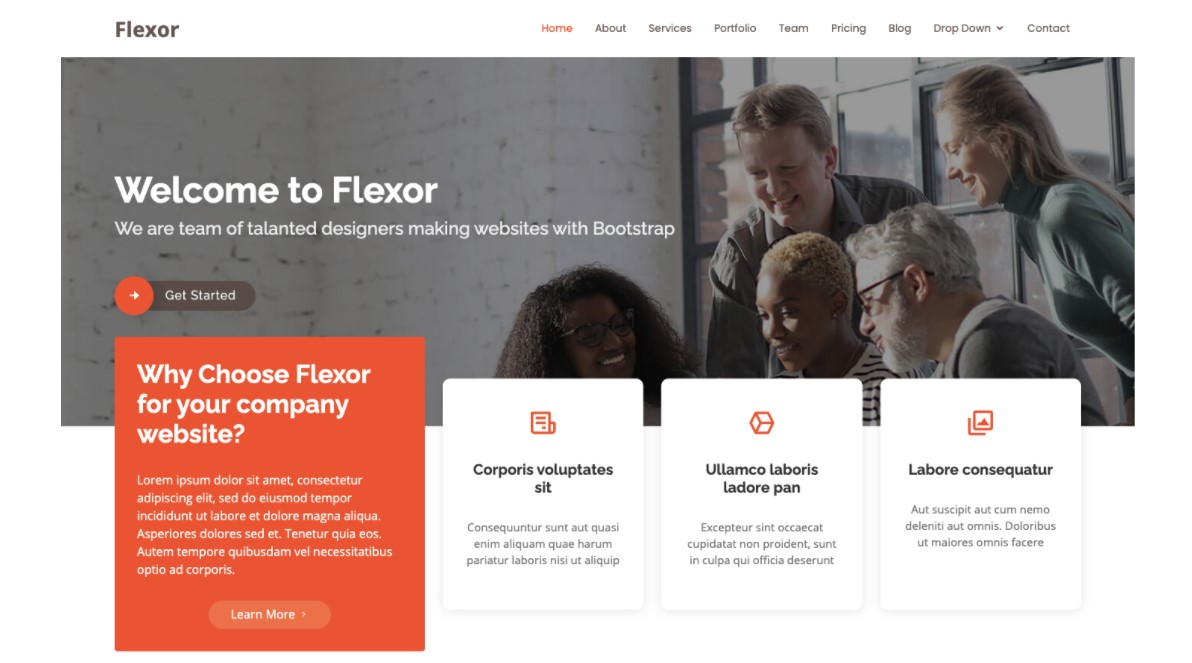 Flexor
Home About Services Portfolio Team Pricing Blog Drop Down Contact
Welcome to Flexor
We are team of talanted designers making websites with Bootstrap
Get Started
Why Choose Flexor
for your company
website?
Lorem ipsum dolor sit amet, consectetur
adipiscing elit, sed do eiusmod tempor
incididunt ut labore et dolore magna aliqua.
Asperiores dolores sed et. Tenetur quia eos.
Autem tempore quibusdam vel necessitatibus
optio ad corporis.
Learn More
Corporis voluptates
sit
Consequuntur sunt aut quasi
enim aliquam quae harum
pariatur laboris nisi ut aliquip
Ullamco laboris
ladore pan
Excepteur sint occaecat
cupidatat non proident, sunt
in culpa qui officia deserunt
Labore consequatur
Aut suscipit aut cum nemo
deleniti aut omnis. Doloribus
ut maiores omnis facere